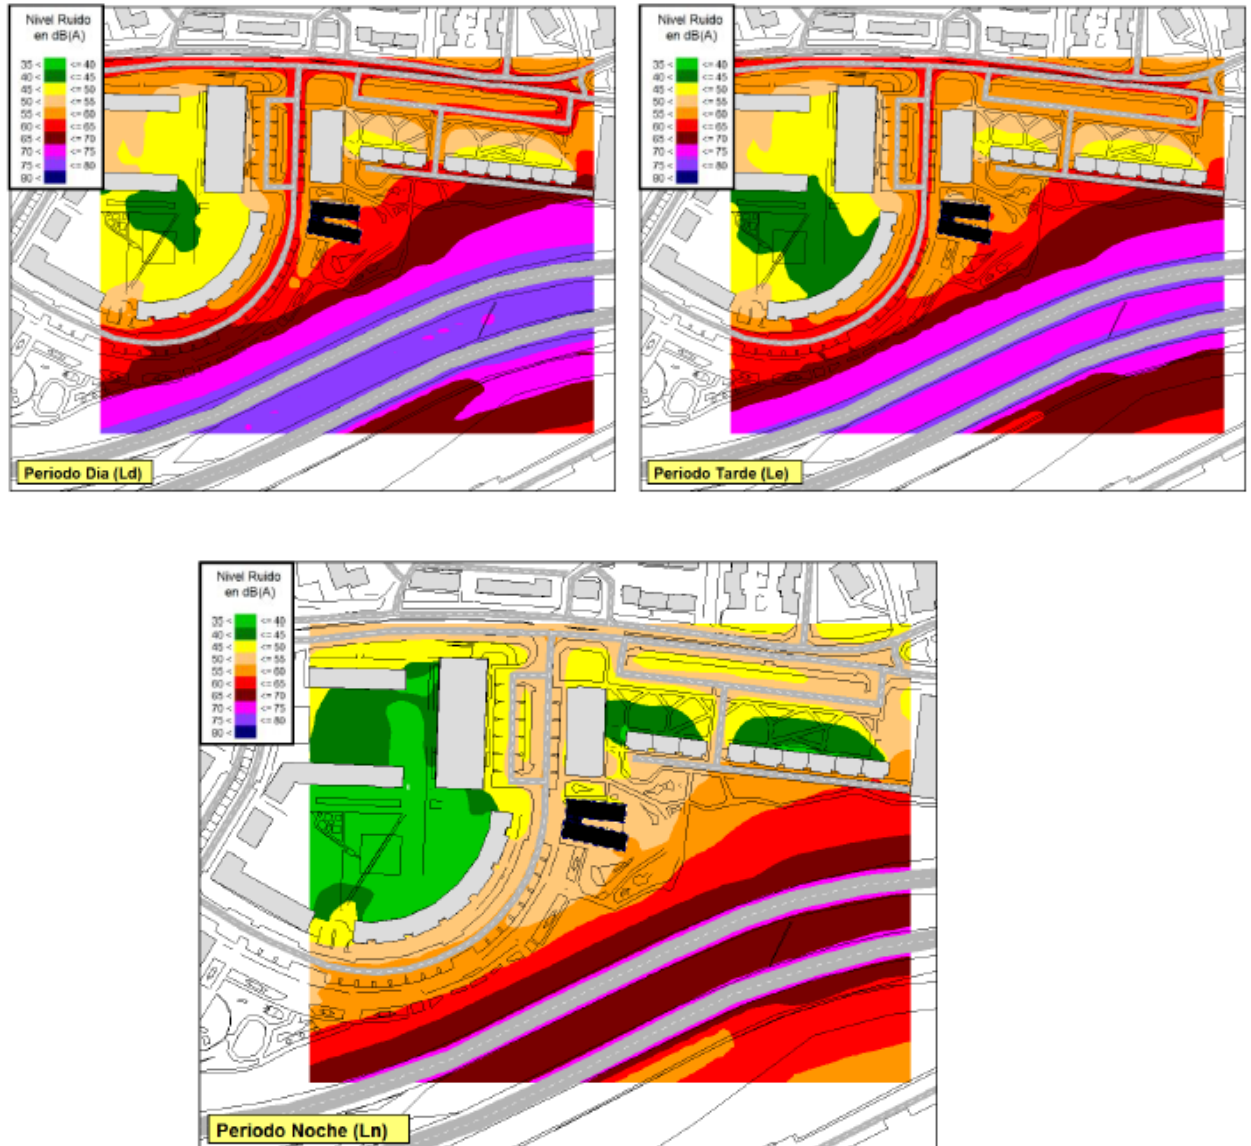 Nivel Ruido
en dB(A)
35 < <= 40
40 < <= 45
45 < <= 50
50 < <= 55
55 < <= 60
60 < <= 65
65 < <= 70
70 < <= 75
75 < <= 80
80 <
Periodo Dia (Ld)
Nivel Ruido
en dB(A)
35 < <= 40
40 < <= 45
45 < <= 50
50 < <= 55
55 < <= 60
60 < <= 65
65 < <= 70
70 < <= 75
75 < <= 80
80 <
Periodo Tarde (Le)
Nivel Ruido
en dB(A)
35 < <= 40
40 < <= 45
45 < <= 50
50 < <= 55
55 < <= 60
60 < <= 65
65 < <= 70
70 < <= 75
75 < <= 80
80 <
Periodo Noche (Ln)